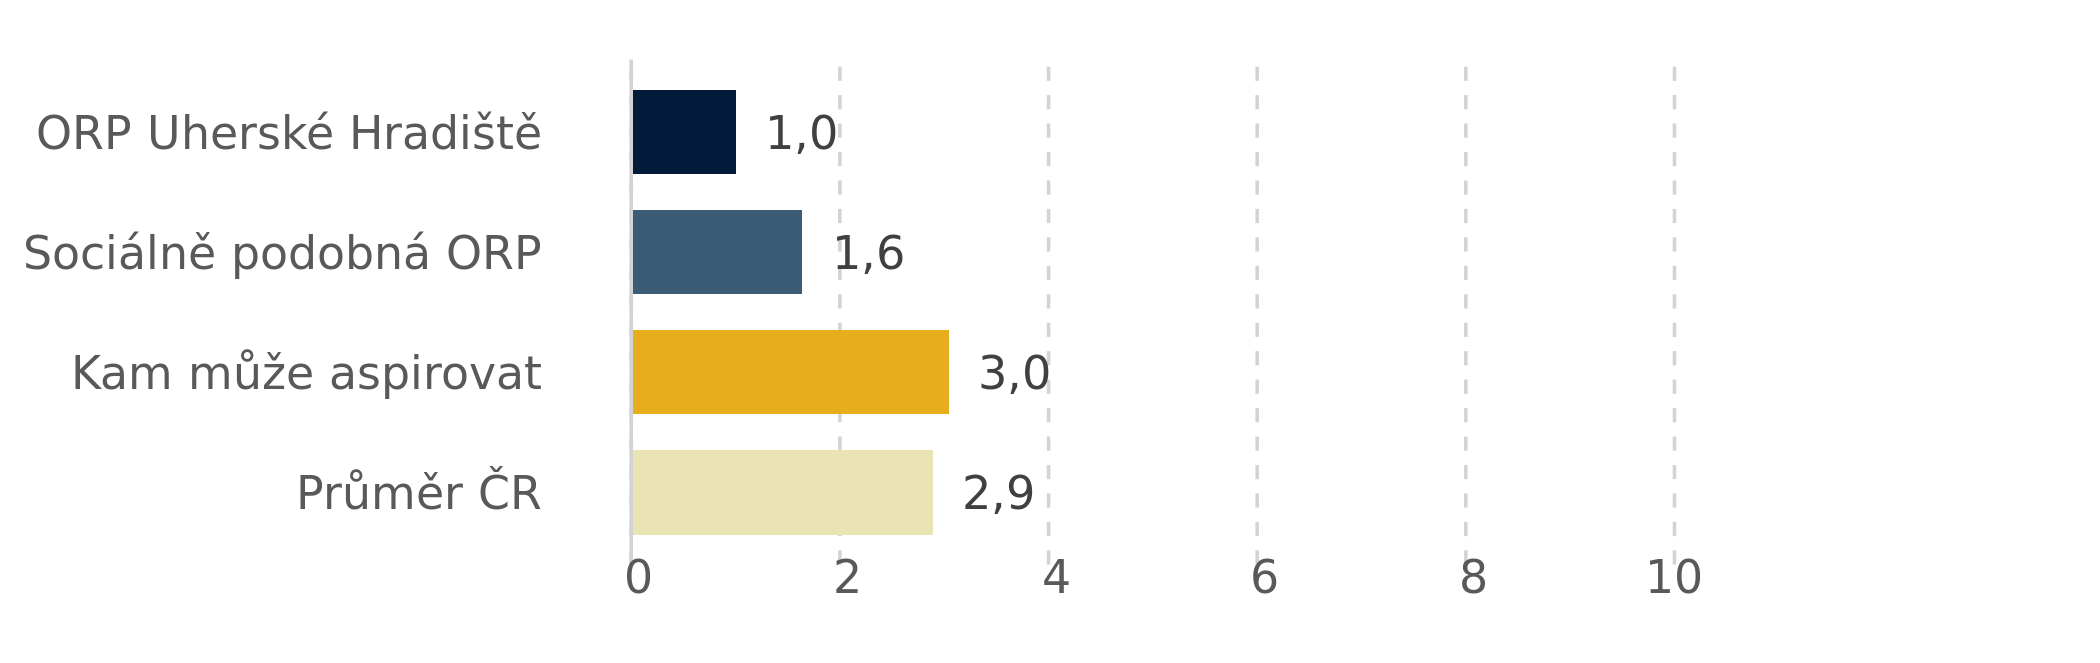 ORP Uherské Hradiště 1,0
Sociálně podobná ORP 1,6
Kam může aspirovat 3,0
Průměr ČR 2,9
0 2 4 6 8 10